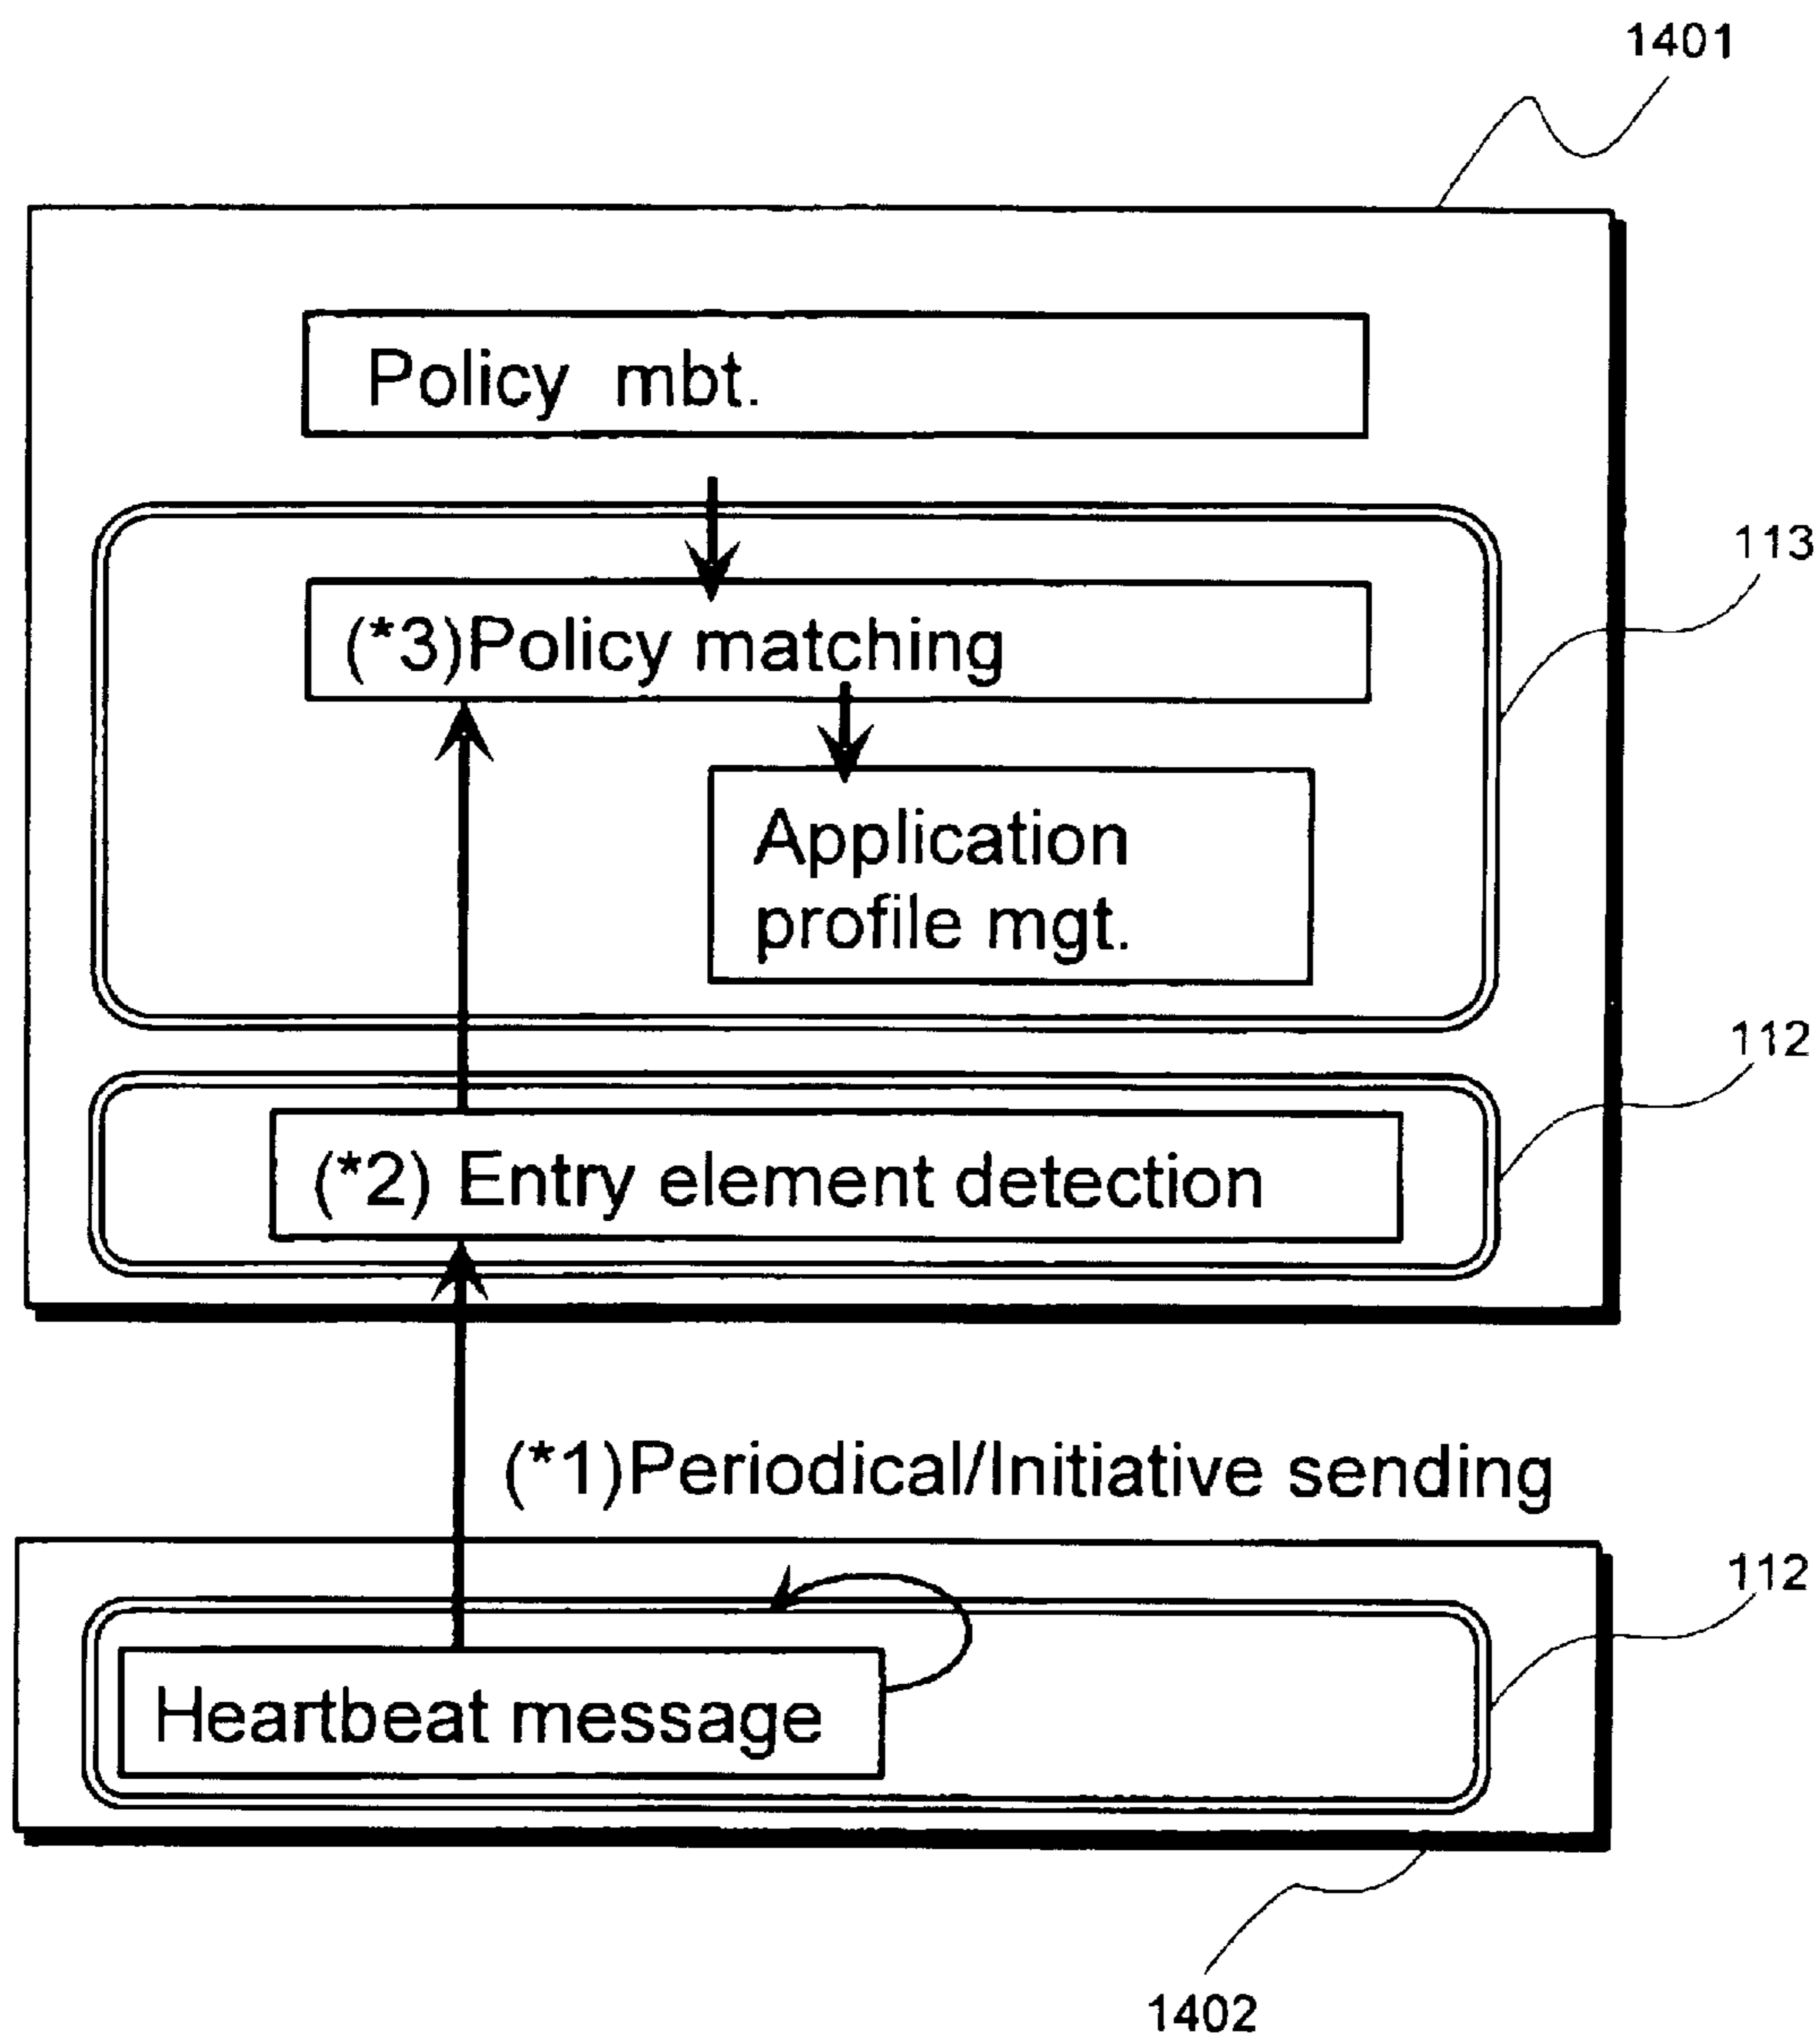 1401
Policy mbt.
113
(*3)Policy matching
Application
profile mgt.
112
(*2) Entry element detection
(*1)Periodical/Initiative sending
112
Heartbeat message
1402